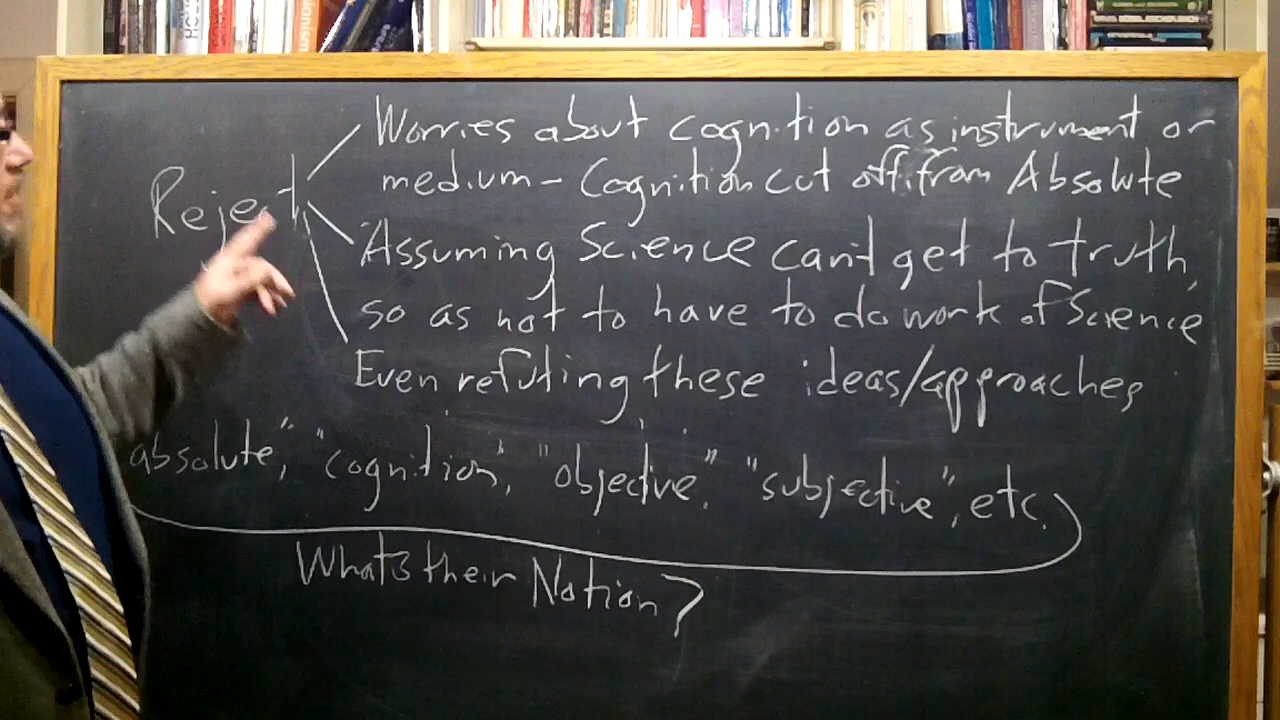 Reject
Worries about cognition as instrument or
medium - Cognition cut off from Absolute
Assuming Science can't get to truth,
so as not to have to do work of Science
Even refuting these ideas/approaches
absolute", "cognition", "objective", "subjective", etc.
What's their Notion?